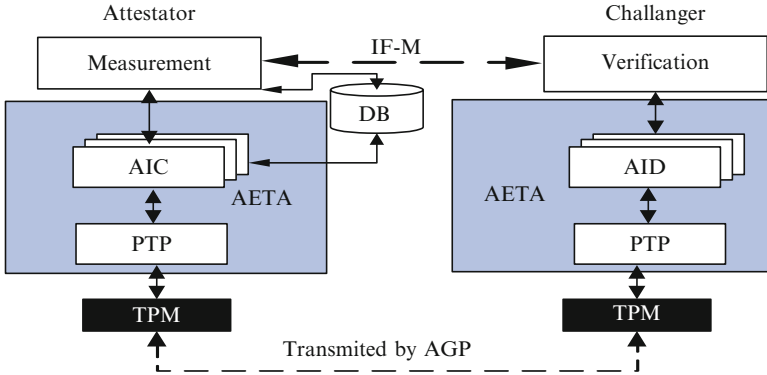 Attestator
Challanger
IF-M
Measurement
Verification
DB
AIC
AID
AETA
AETA
PTP
PTP
TPM
TPM
Transmited by AGP